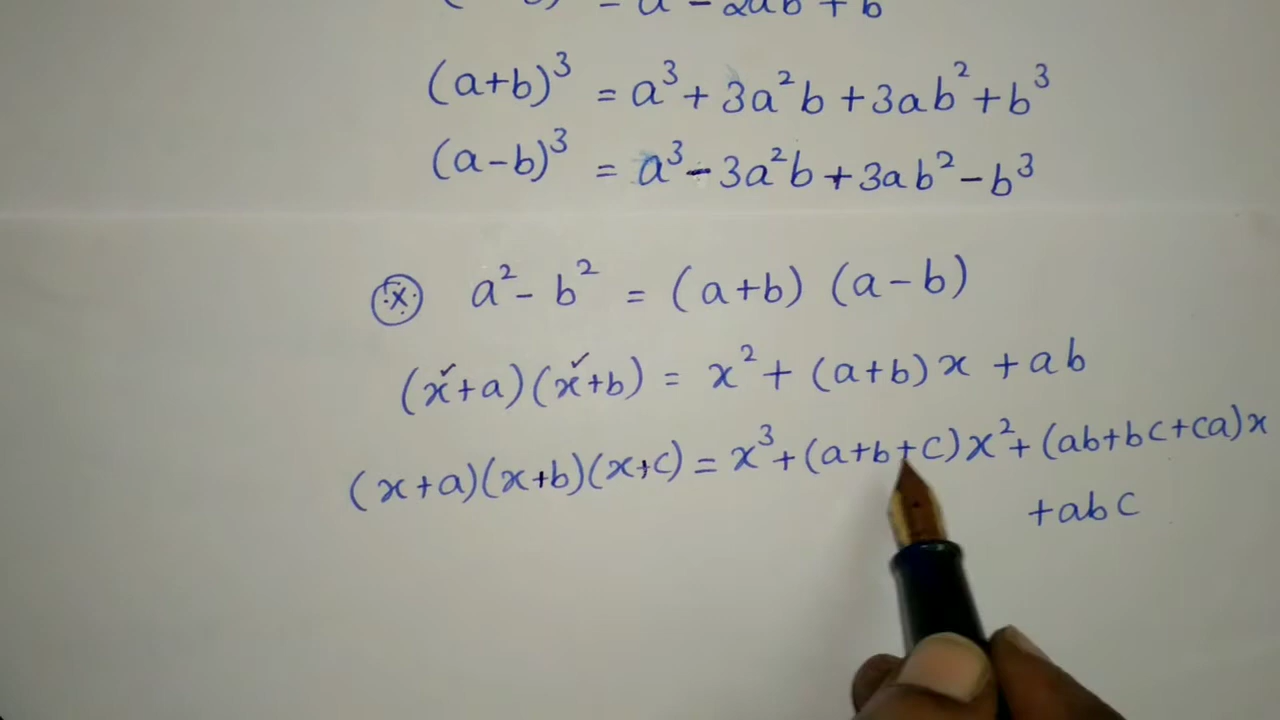 = a - 2ab + b
(a+b)³ = a³ + 3a²b + 3ab² + b³
(a-b)³ = a³ - 3a²b + 3ab² - b³
a² - b² = (a+b) (a-b)
(x+a)(x+b) = x² + (a+b)x + ab
(x+a)(x+b)(x+c) = x³ + (a+b+c)x² + (ab+bc+ca)x
+abc